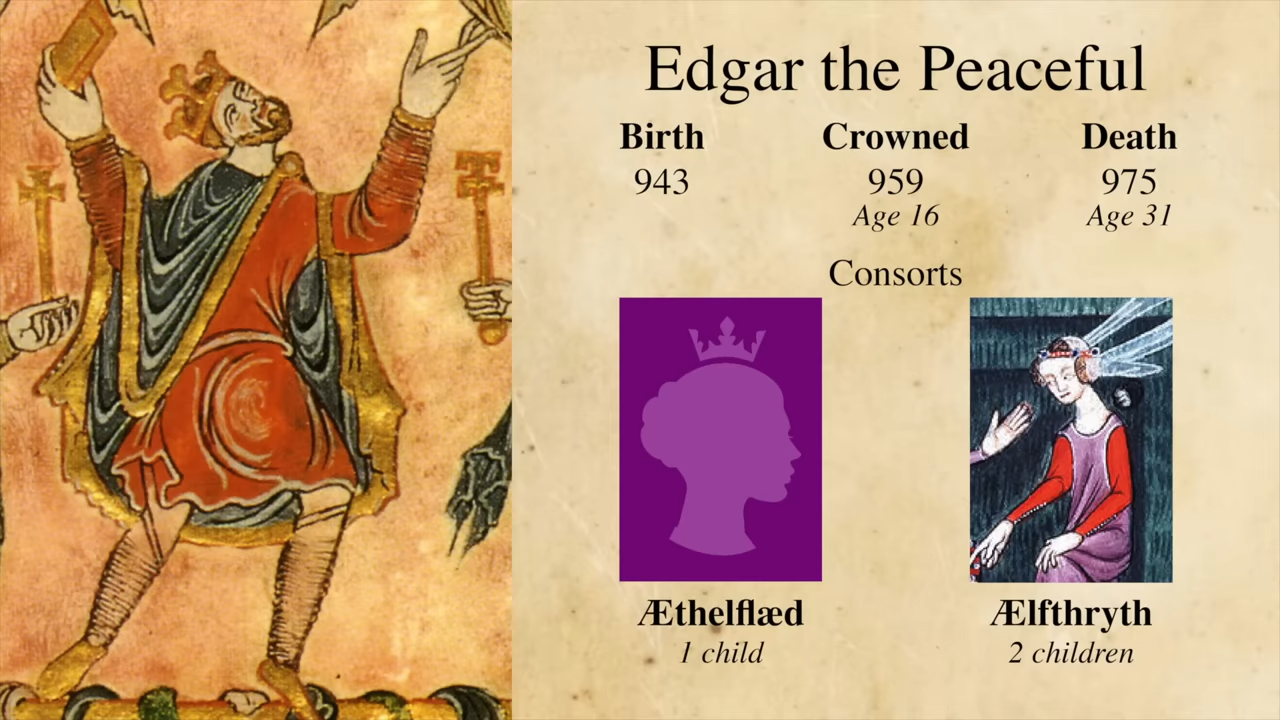 Edgar the Peaceful
Birth Crowned Death
943 959 975
Age 16 Age 31
Consorts
Æthelflæd Ælfthryth
1 child 2 children